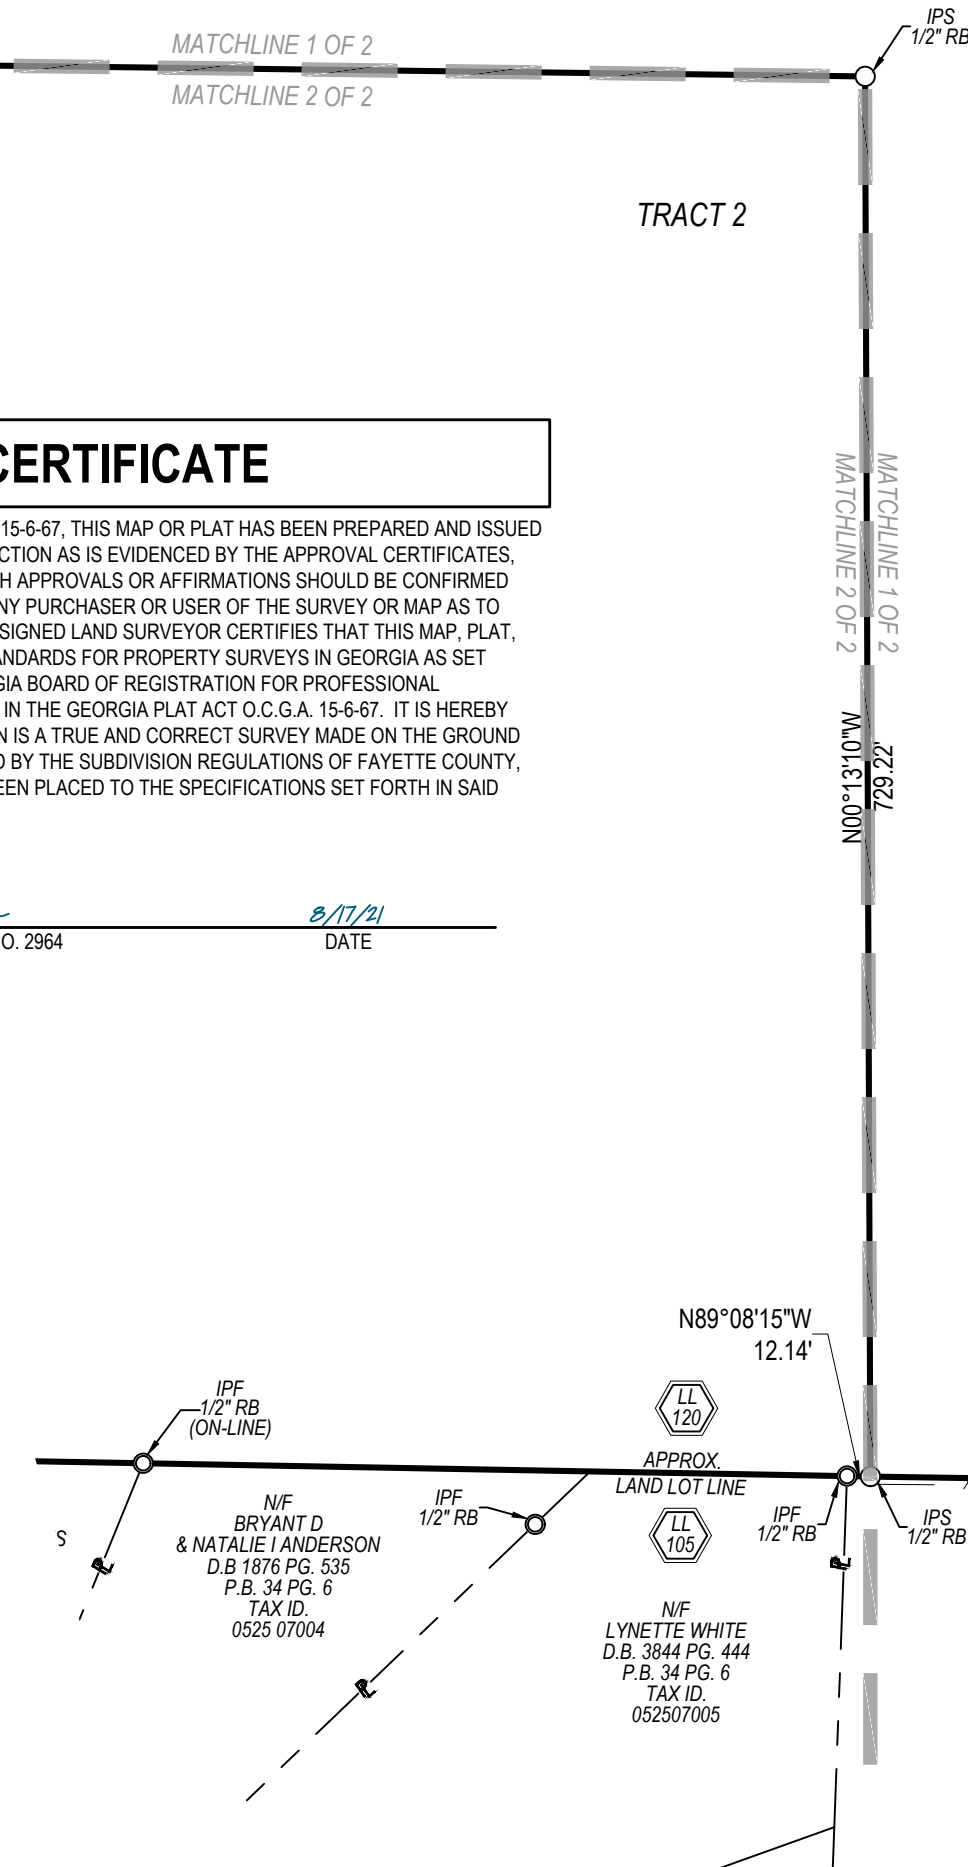 IPS
1/2" RB
MATCHLINE 1 OF 2
MATCHLINE 2 OF 2
TRACT 2
CERTIFICATE
15-6-67, THIS MAP OR PLAT HAS BEEN PREPARED AND ISSUED
CTION AS IS EVIDENCED BY THE APPROVAL CERTIFICATES,
H APPROVALS OR AFFIRMATIONS SHOULD BE CONFIRMED
NY PURCHASER OR USER OF THE SURVEY OR MAP AS TO
SIGNED LAND SURVEYOR CERTIFIES THAT THIS MAP, PLAT,
ANDARDS FOR PROPERTY SURVEYS IN GEORGIA AS SET
GIA BOARD OF REGISTRATION FOR PROFESSIONAL
IN THE GEORGIA PLAT ACT O.C.G.A. 15-6-67. IT IS HEREBY
N IS A TRUE AND CORRECT SURVEY MADE ON THE GROUND
D BY THE SUBDIVISION REGULATIONS OF FAYETTE COUNTY,
EEN PLACED TO THE SPECIFICATIONS SET FORTH IN SAID
MATCHLINE 1 OF 2
MATCHLINE 2 OF 2
N00°13'10"W
729.22'
8/17/21
O. 2964
DATE
N89°08'15"W
12.14'
IPF
1/2" RB
(ON-LINE)
LL
120
APPROX.
LAND LOT LINE
LL
105
IPF
1/2" RB
IPF
1/2" RB
IPS
1/2" RB
S
N/F
BRYANT D
& NATALIE I ANDERSON
D.B 1876 PG. 535
P.B. 34 PG. 6
TAX ID.
0525 07004
N/F
LYNETTE WHITE
D.B. 3844 PG. 444
P.B. 34 PG. 6
TAX ID.
052507005